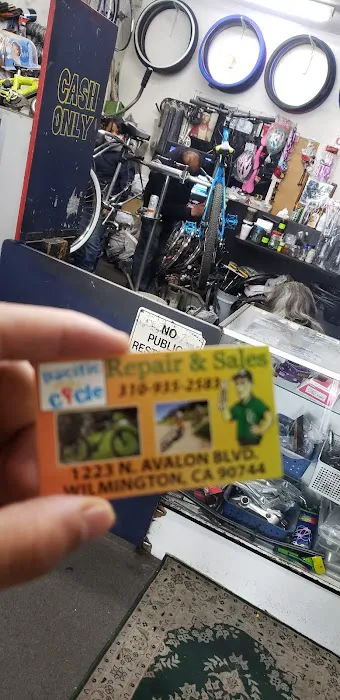 CASH
ONLY
NO
PUBLIC
pacific
cycle
Repair & Sales
310-935-2583
1223 N. AVALON BLVD.
WILMINGTON, CA 90744